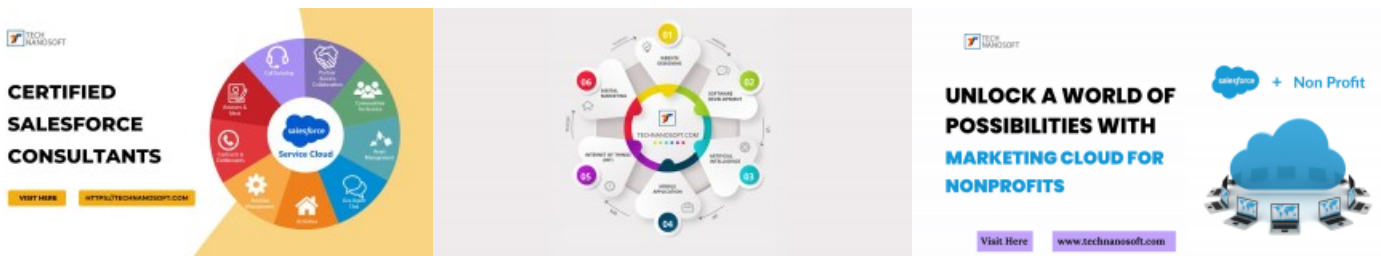 TECH
NANOSOFT
CERTIFIED
SALESFORCE
CONSULTANTS
VISIT HERE
HTTPS://TECHNANOSOFT.COM
salesforce
Service Cloud
01
WEBSITE
DESIGNING
02
SOFTWARE
DEVELOPMENT
03
ARTIFICIAL
INTELLIGENCE
04
MOBILE
APPLICATION
05
INTERNET OF THINGS
(IOT)
06
DIGITAL
MARKETING
TECHNANOSOFT.COM
TECH
NANOSOFT
UNLOCK A WORLD OF
POSSIBILITIES WITH
MARKETING CLOUD FOR
NONPROFITS
Visit Here
www.technanosoft.com
salesforce + Non Profit